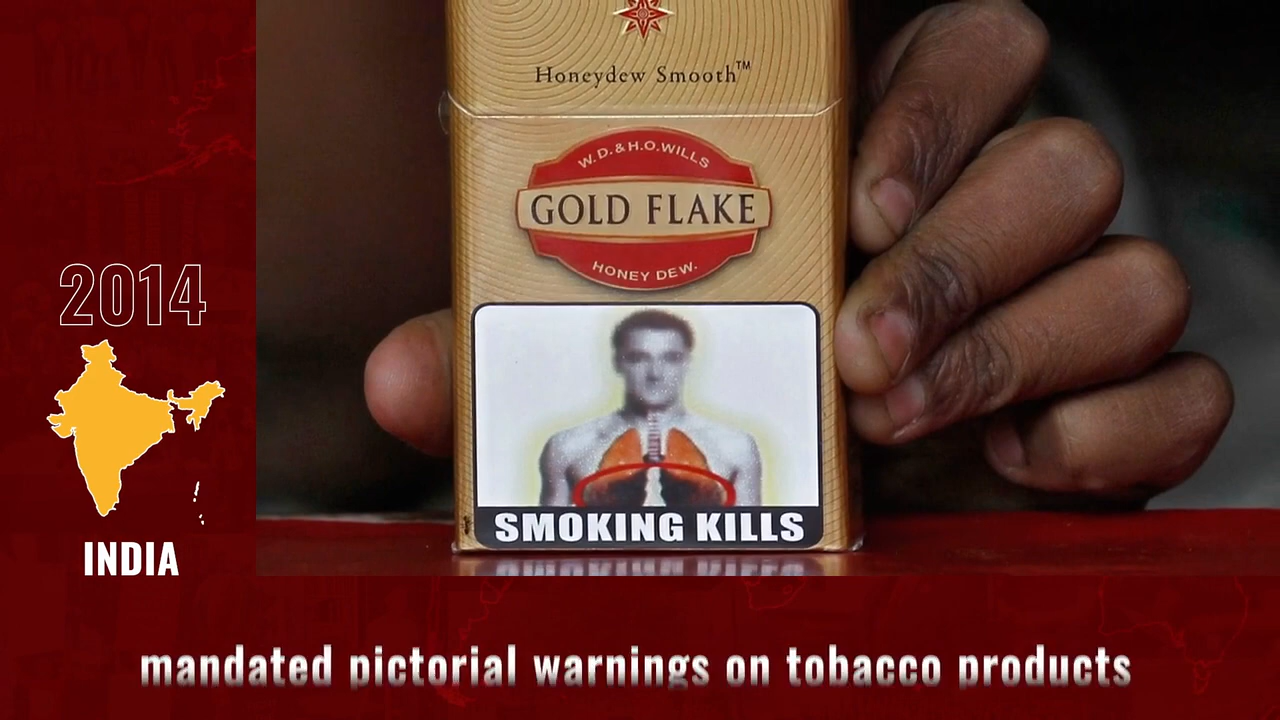 Honeydew Smooth™
W.D.&H.O.WILLS
GOLD FLAKE
HONEY DEW.
SMOKING KILLS
2014
INDIA
mandated pictorial warnings on tobacco products